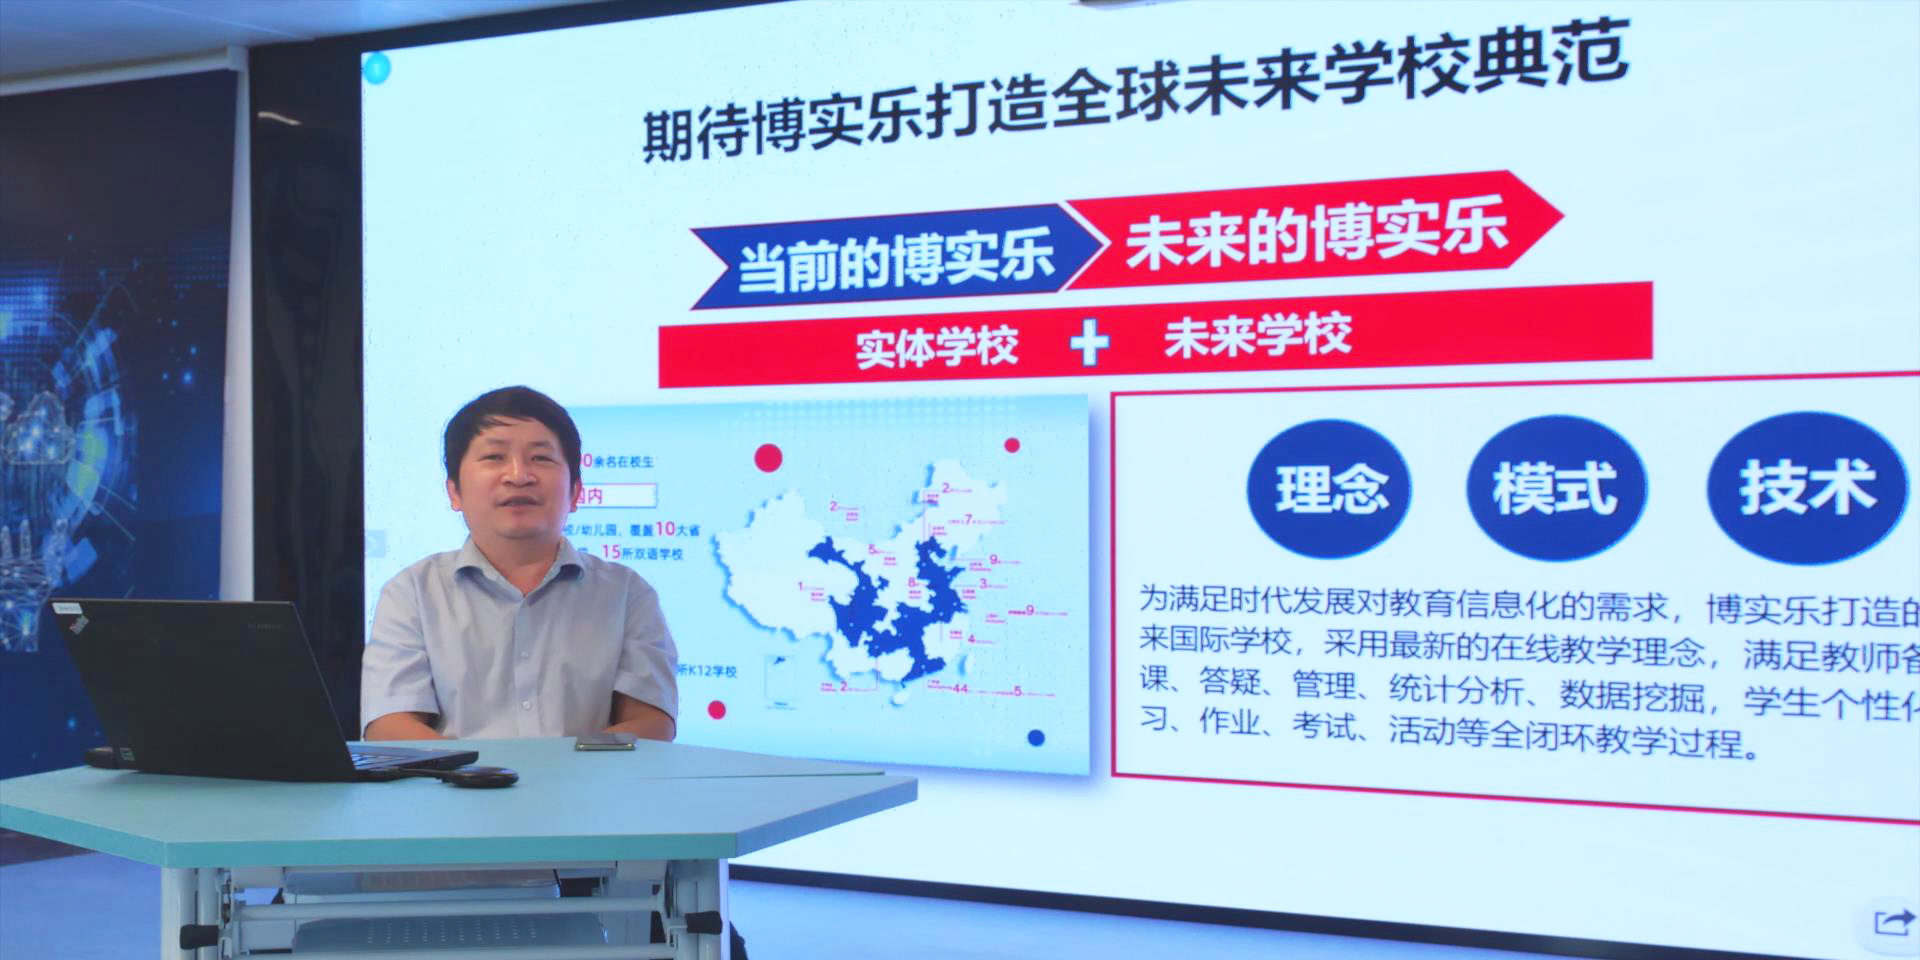 期待博实乐打造全球未来学校典范
当前的博实乐
未来的博实乐
实体学校 + 未来学校
0余名在校生
国内
校/幼儿园，覆盖10大省
15所双语学校
所K12学校
2
2
7
5
9
1
8
3
9
4
2
44
5
理念
模式
技术
为满足时代发展对教育信息化的需求，博实乐打造的
来国际学校，采用最新的在线教学理念，满足教师备
课、答疑、管理、统计分析、数据挖掘，学生个性化
习、作业、考试、活动等全闭环教学过程。
ThinkPad